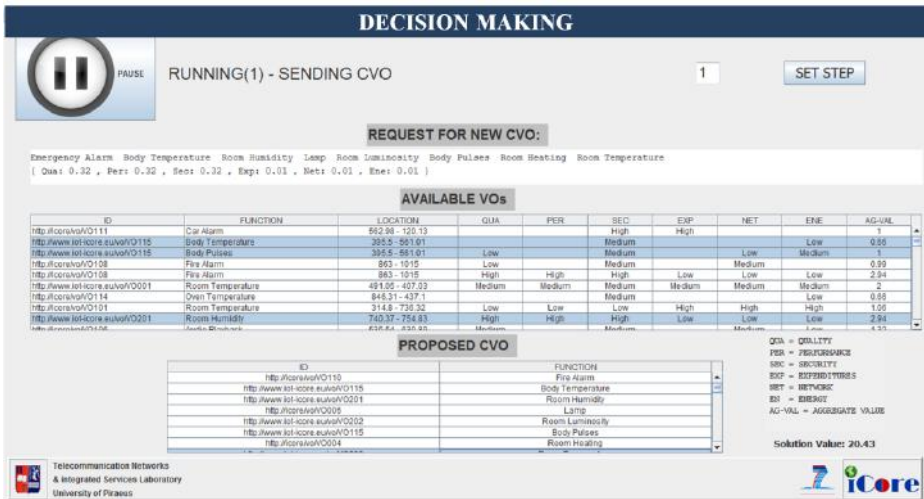 DECISION MAKING
PAUSE
RUNNING(1) - SENDING CVO
1
SET STEP
REQUEST FOR NEW CVO:
Emergency Alarm Body Temperature Room Humidity Lamp Room Luminosity Body Pulses Room Heating Room Temperature
{ Qua: 0.32 , Per: 0.32 , Sec: 0.32 , Exp: 0.01 , Net: 0.01 , Ene: 0.01 }
AVAILABLE VOs
ID FUNCTION LOCATION QUA PER SEC EXP NET ENE AG-VAL
http://icore/vo/VO111 Car Alarm 562.98 - 120.13 High High 1
http://www.iot-icore.eu/vo/VO115 Body Temperature 395.5 - 561.01 Medium Low 0.66
http://www.iot-icore.eu/vo/VO115 Body Pulses 395.5 - 561.01 Low Medium Low Medium 1
http://icore/vo/VO108 Fire Alarm 863 - 1015 Low Medium Medium 0.99
http://icore/vo/VO108 Fire Alarm 863 - 1015 High High High Low Low Low 2.94
http://www.iot-icore.eu/vo/VO001 Room Temperature 491.05 - 407.03 Medium Medium Medium Medium Medium Medium 2
http://icore/vo/VO114 Oven Temperature 846.31 - 437.1 Medium Low 0.66
http://icore/vo/VO101 Room Temperature 314.8 - 736.32 Low Low Low High High High 1.06
http://www.iot-icore.eu/vo/VO201 Room Humidity 740.37 - 754.83 High High High Low Low Low 2.94
PROPOSED CVO
ID FUNCTION
http://icore/vo/VO110 Fire Alarm
http://www.iot-icore.eu/vo/VO115 Body Temperature
http://www.iot-icore.eu/vo/VO201 Room Humidity
http://icore/vo/VO006 Lamp
http://www.iot-icore.eu/vo/VO202 Room Luminosity
http://www.iot-icore.eu/vo/VO115 Body Pulses
http://icore/vo/VO004 Room Heating
QUA = QUALITY
PER = PERFORMANCE
SEC = SECURITY
EXP = EXPENDITURES
NET = NETWORK
EN = ENERGY
AG-VAL = AGGREGATE VALUE
Solution Value: 20.43
Telecommunication Networks
& integrated Services Laboratory
University of Piraeus
7
iCore